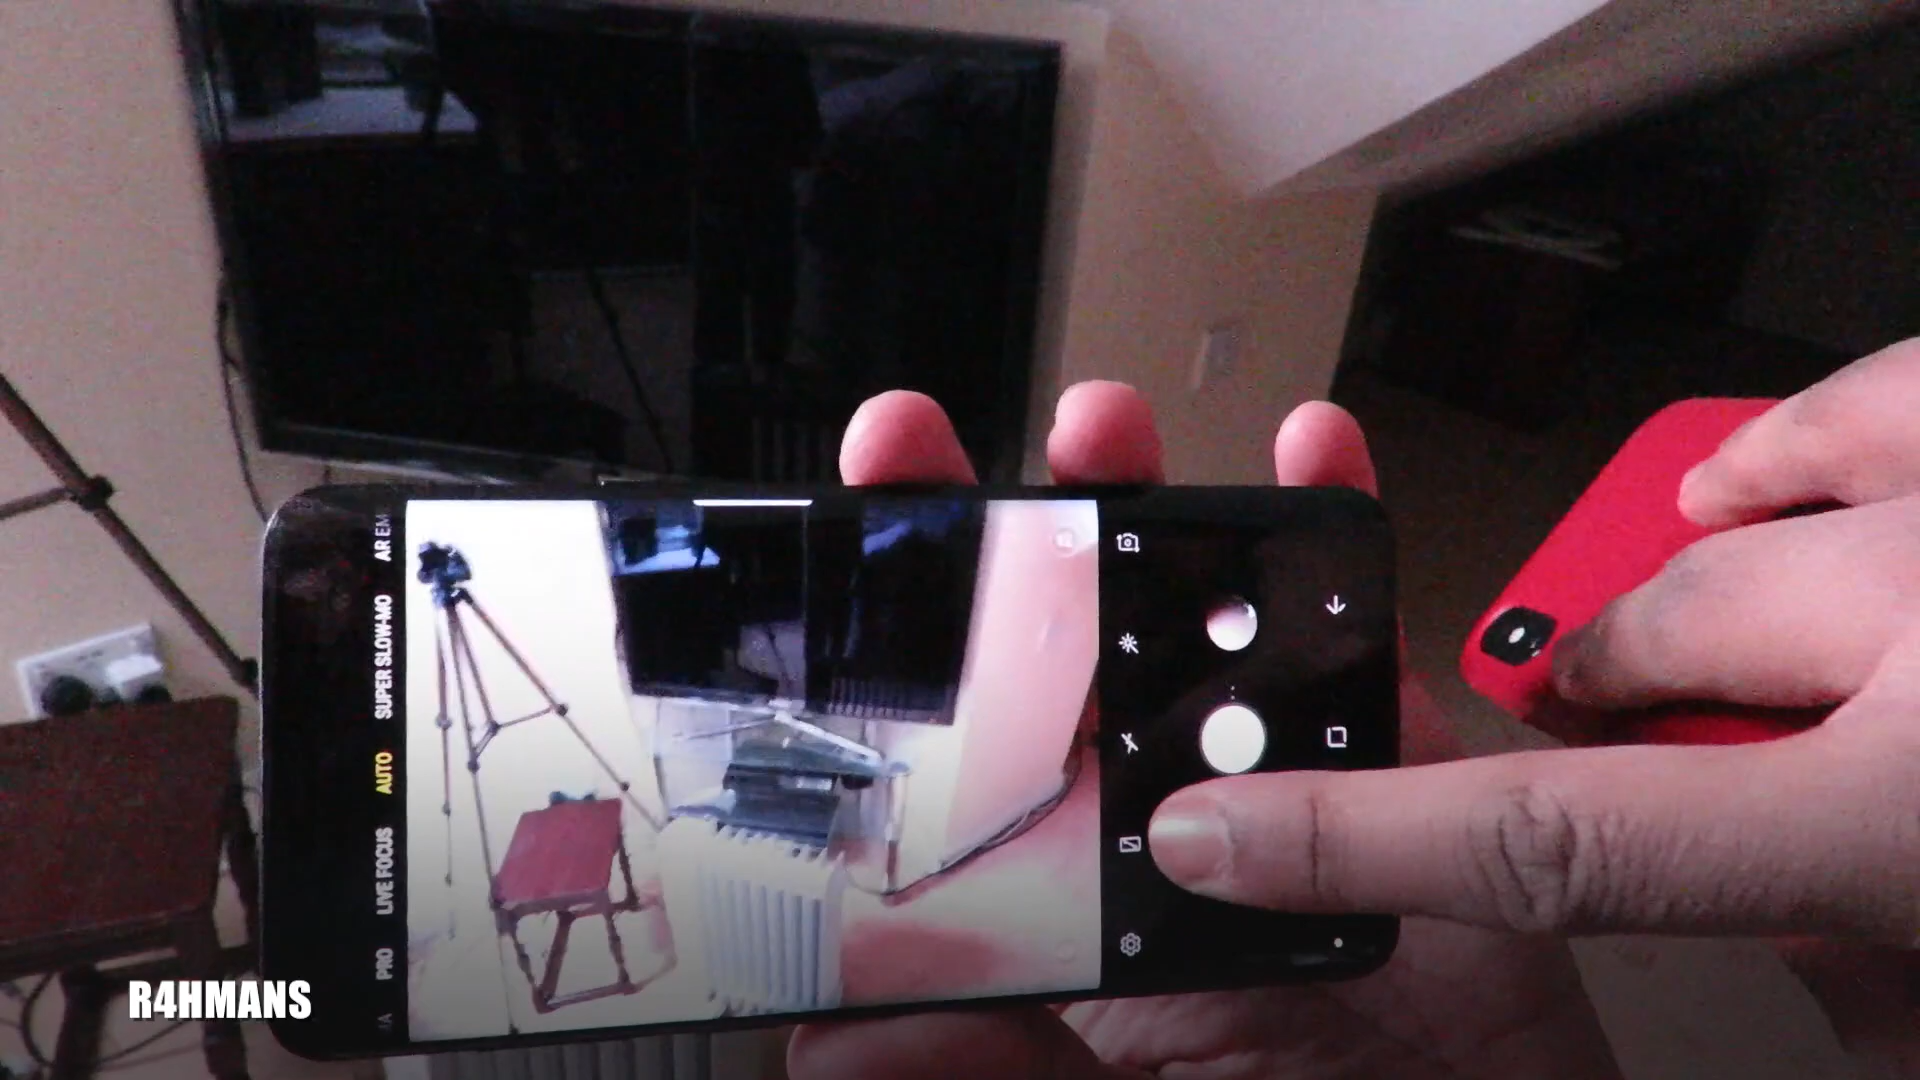 AR EM
SUPER SLOW-MO
AUTO
LIVE FOCUS
PRO
R4HMANS